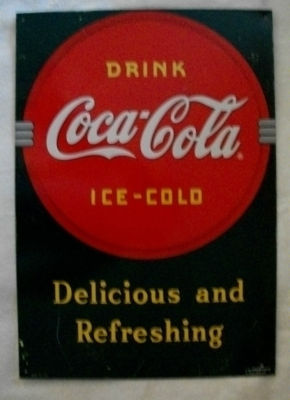 DRINK
Coca-Cola
ICE-COLD
Delicious and
Refreshing